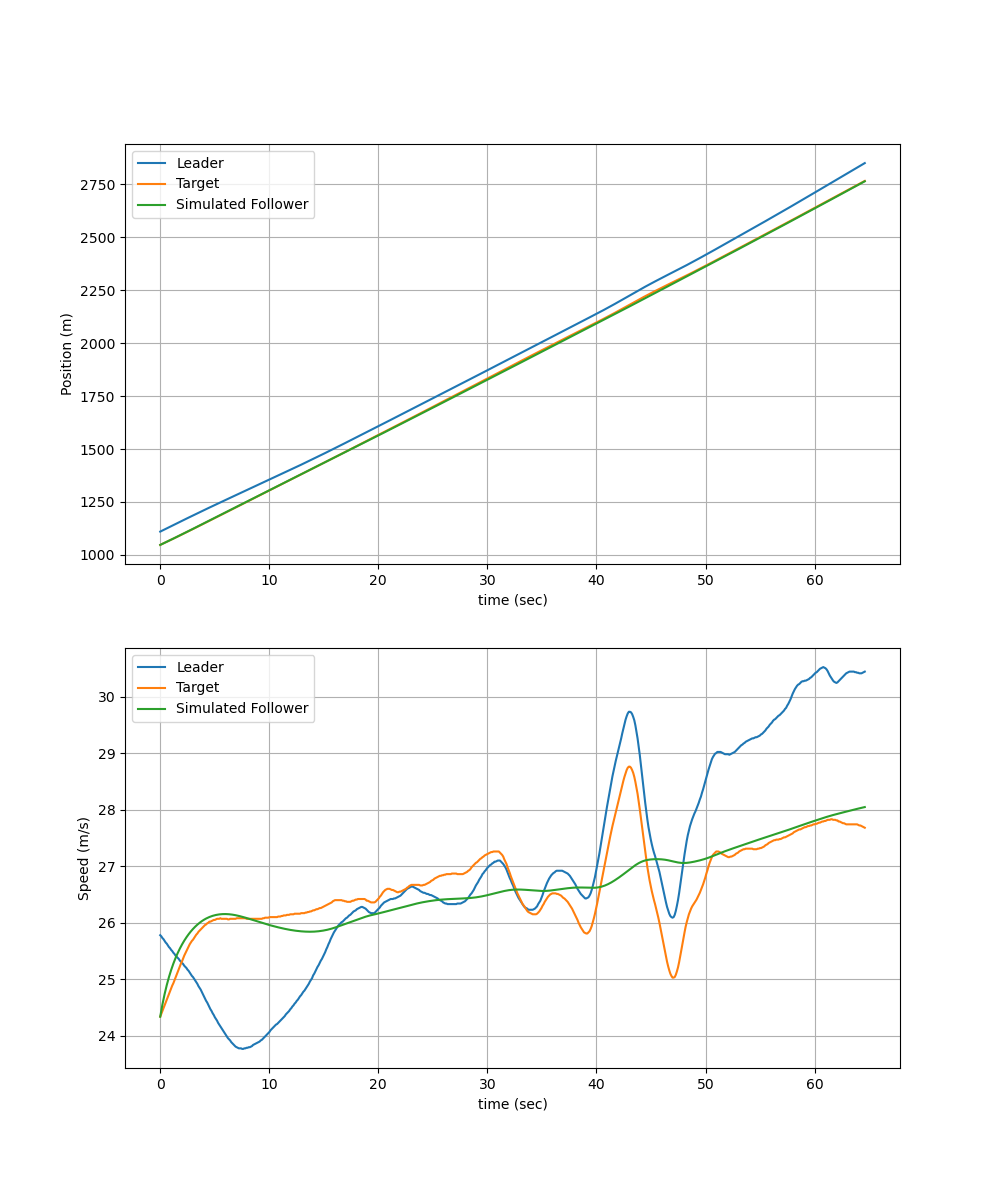 Leader
Target
Simulated Follower
2750
2500
2250
2000
1750
1500
1250
1000
Position (m)
0 10 20 30 40 50 60
time (sec)
Leader
Target
Simulated Follower
30
29
28
27
26
25
24
Speed (m/s)
0 10 20 30 40 50 60
time (sec)